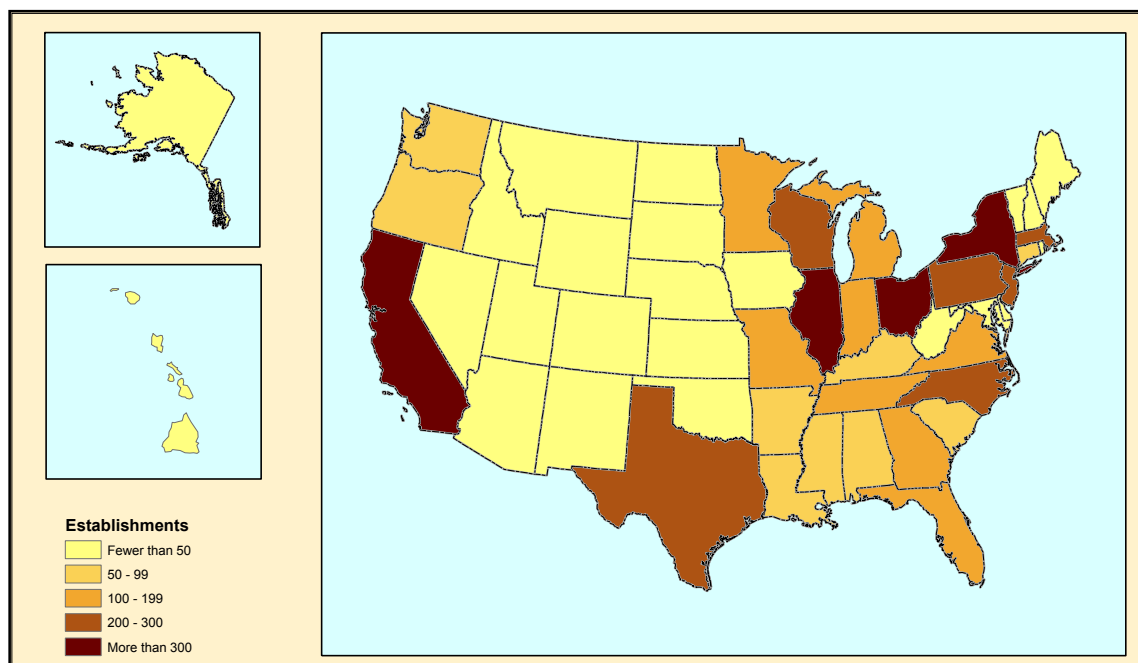 Establishments
Fewer than 50
50 - 99
100 - 199
200 - 300
More than 300